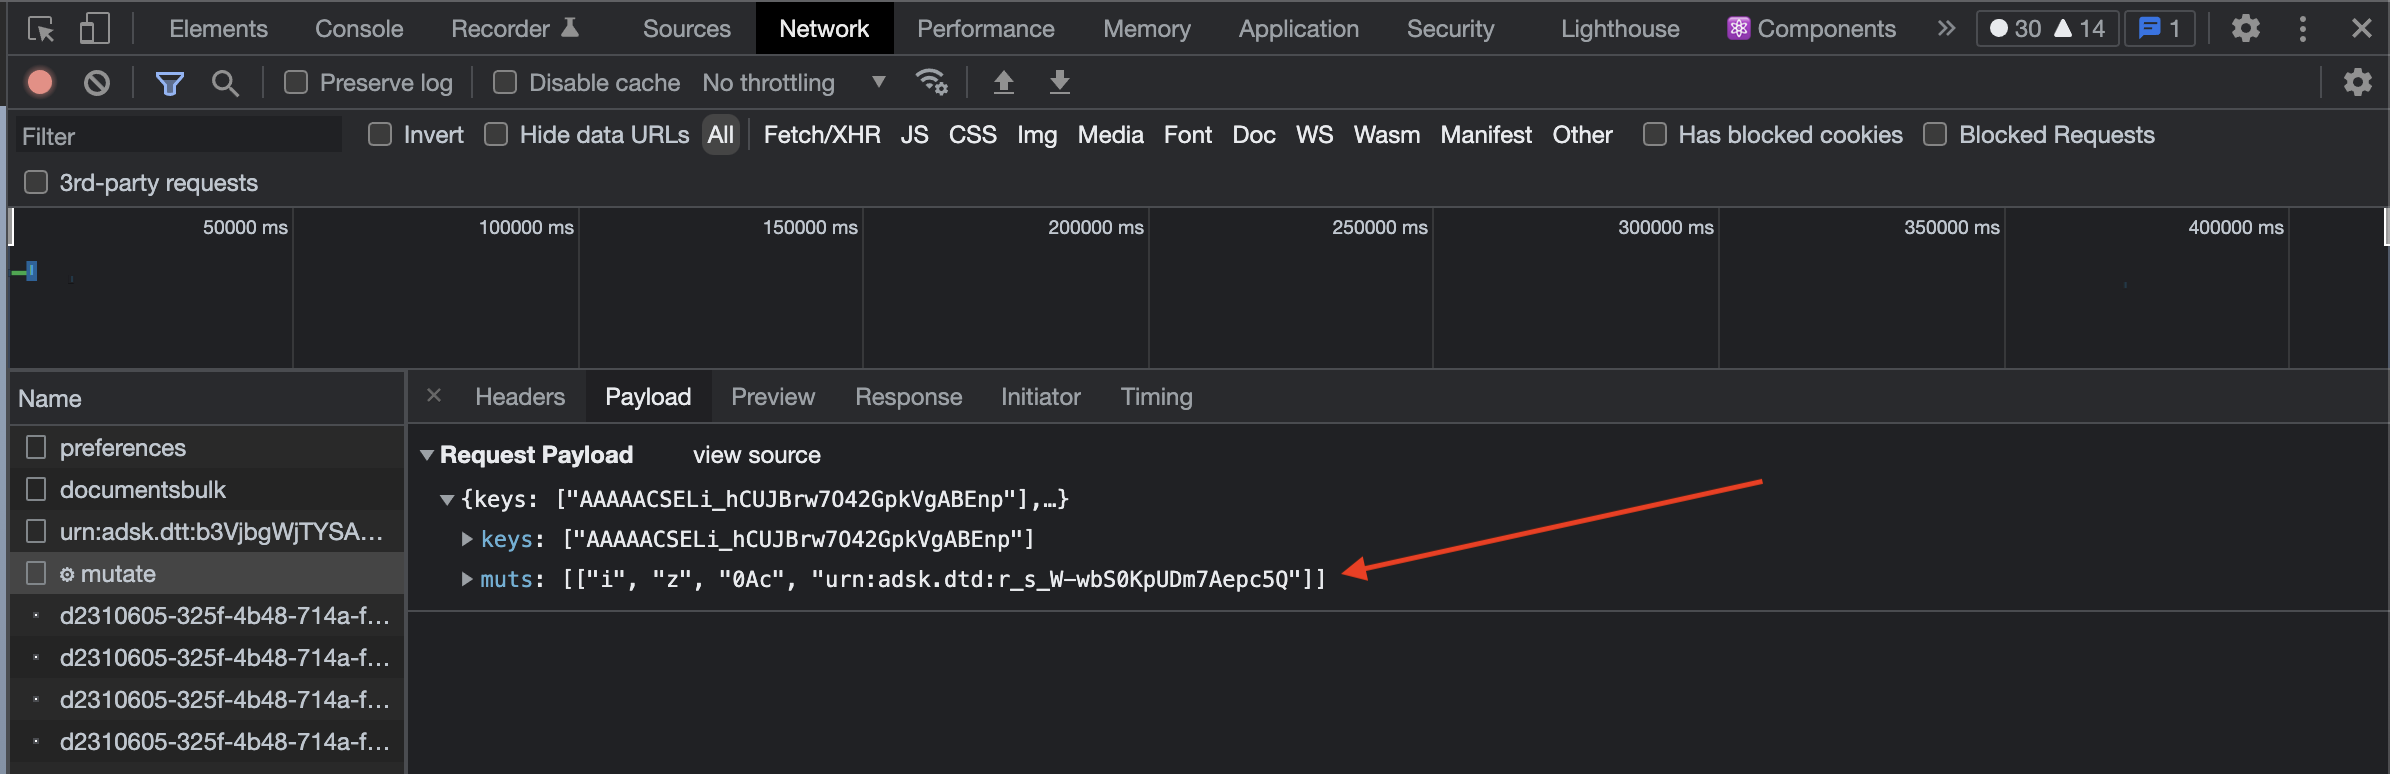 Elements Console Recorder Sources Network Performance Memory Application Security Lighthouse Components » 30 14 1
Preserve log Disable cache No throttling
Filter Invert Hide data URLs All Fetch/XHR JS CSS Img Media Font Doc WS Wasm Manifest Other Has blocked cookies Blocked Requests
3rd-party requests
50000 ms 100000 ms 150000 ms 200000 ms 250000 ms 300000 ms 350000 ms 400000 ms
Name
preferences
documentsbulk
urn:adsk.dtt:b3VjbgWjTYSA...
mutate
d2310605-325f-4b48-714a-f...
d2310605-325f-4b48-714a-f...
d2310605-325f-4b48-714a-f...
d2310605-325f-4b48-714a-f...
× Headers Payload Preview Response Initiator Timing
Request Payload view source
{keys: ["AAAAACSELi_hCUJBrw7O42GpkVgABEnp"],…}
keys: ["AAAAACSELi_hCUJBrw7O42GpkVgABEnp"]
muts: [["i", "z", "0Ac", "urn:adsk.dtd:r_s_W-wbS0KpUDm7Aepc5Q"]]